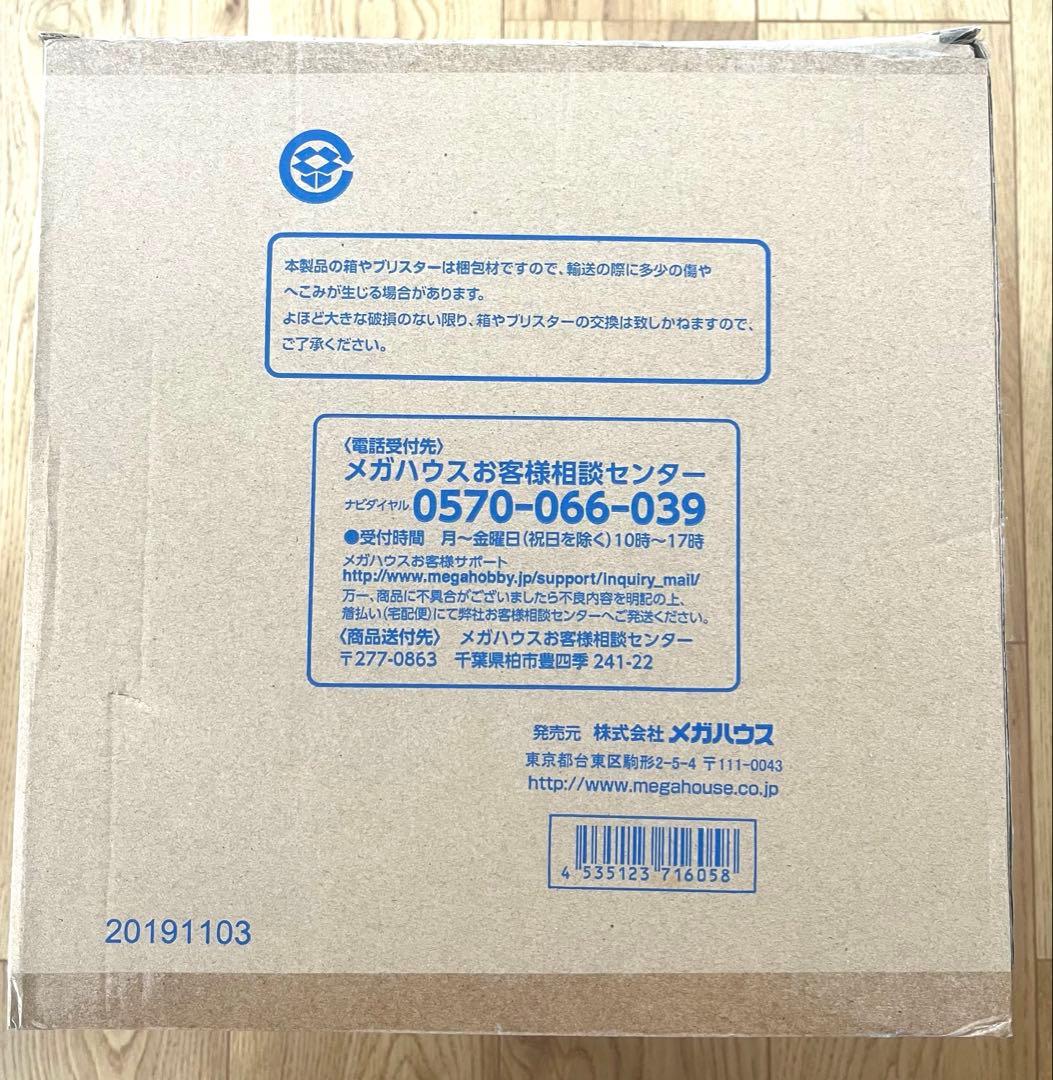 本製品の箱やブリスターは梱包材ですので、輸送の際に多少の傷や
へこみが生じる場合があります。
よほど大きな破損のない限り、箱やブリスターの交換は致しかねますので、
ご了承ください。
〈電話受付先〉
メガハウスお客様相談センター
ナビダイヤル 0570-066-039
●受付時間 月〜金曜日(祝日を除く)10時〜17時
メガハウスお客様サポート
http://www.megahobby.jp/support/inquiry_mail/
万一、商品に不具合がございましたら不良内容を明記の上、
着払い(宅配便)にて弊社お客様相談センターへご発送ください。
〈商品送付先〉 メガハウスお客様相談センター
〒277-0863 千葉県柏市豊四季 241-22
発売元 株式会社 メガハウス
東京都台東区駒形2-5-4 〒111-0043
http://www.megahouse.co.jp
4 535123 716058
20191103